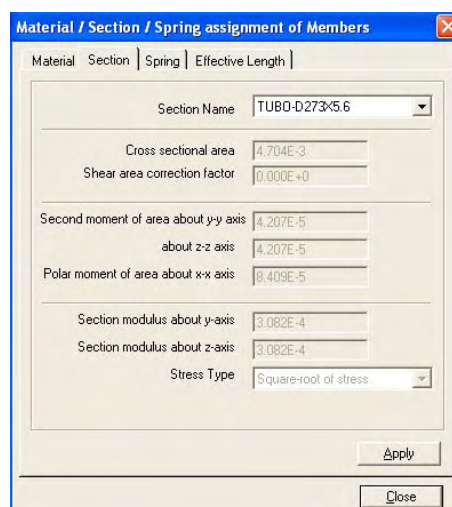 Material / Section / Spring assignment of Members
Material Section Spring Effective Length
Section Name TUBO-D273X5.6
Cross sectional area 4.704E-3
Shear area correction factor 0.000E+0
Second moment of area about y-y axis 4.207E-5
about z-z axis 4.207E-5
Polar moment of area about x-x axis 8.409E-5
Section modulus about y-axis 3.082E-4
Section modulus about z-axis 3.082E-4
Stress Type Square-root of stress
Apply
Close